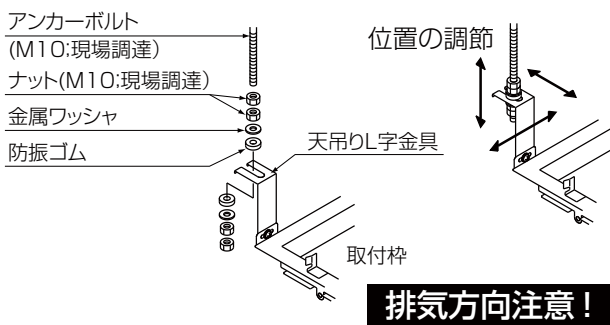 アンカーボルト
(M10;現場調達)
ナット(M10;現場調達)
金属ワッシャ
防振ゴム
天吊りL字金具
取付枠
位置の調節
排気方向注意！